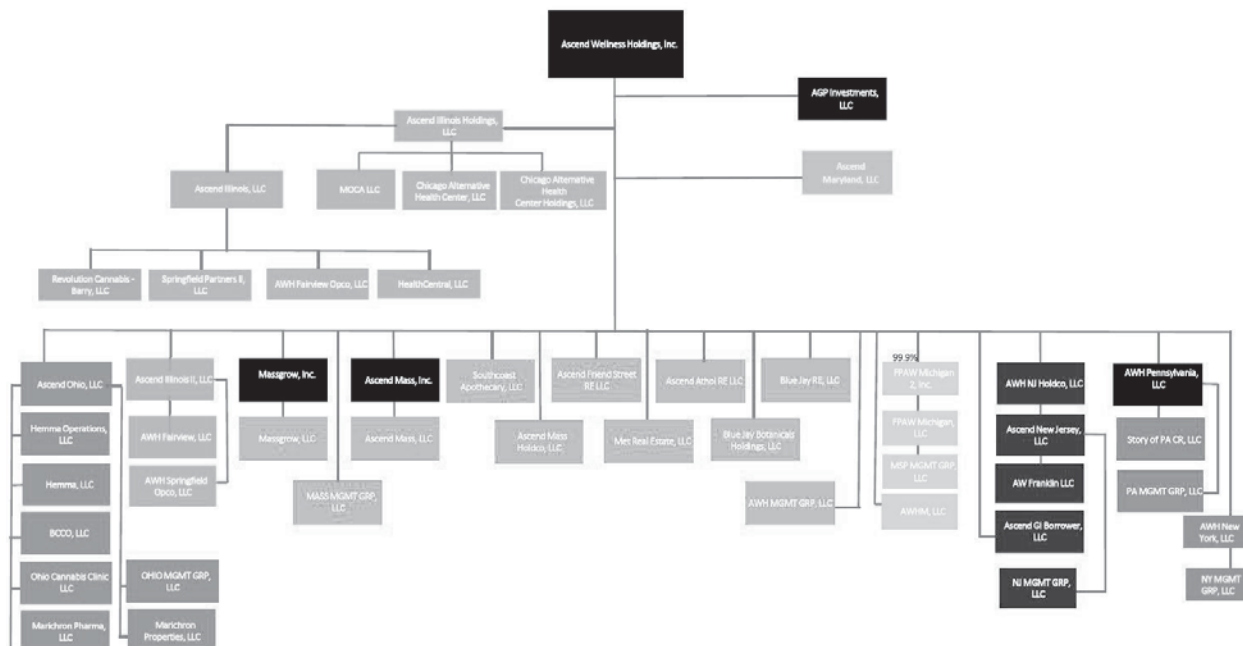 Ascend Wellness Holdings, Inc.
AGP Investments,
LLC
Ascend Illinois Holdings,
LLC
Ascend
Maryland, LLC
Ascend Illinois, LLC
MOCA LLC
Chicago Alternative
Health Center, LLC
Chicago Alternative
Health
Center Holdings, LLC
Revolution Cannabis -
Barry, LLC
Springfield Partners II,
LLC
AWH Fairview Opco, LLC
HealthCentral, LLC
99.9%
Ascend Ohio, LLC
Ascend Illinois II, LLC
Massgrow, Inc.
Ascend Mass, Inc.
Southcoast
Apothecary, LLC
Ascend Friend Street
RE LLC
Ascend Athol RE LLC
Blue Jay RE, LLC
FPAW Michigan
2, Inc.
AWH NJ Holdco, LLC
AWH Pennsylvania,
LLC
Hemma Operations,
LLC
AWH Fairview, LLC
Massgrow, LLC
Ascend Mass, LLC
Ascend Mass
Holdco, LLC
Met Real Estate, LLC
Blue Jay Botanicals
Holdings, LLC
FPAW Michigan,
LLC
Ascend New Jersey,
LLC
Story of PA CR, LLC
Hemma, LLC
AWH Springfield
Opco, LLC
MASS MGMT GRP,
LLC
AWH MGMT GRP, LLC
MSP MGMT GRP,
LLC
AW Franklin LLC
PA MGMT GRP, LLC
BCCO, LLC
AWHM, LLC
Ascend GI Borrower,
LLC
AWH New
York, LLC
Ohio Cannabis Clinic
LLC
OHIO MGMT GRP,
LLC
NJ MGMT GRP,
LLC
NY MGMT
GRP, LLC
Marichron Pharma,
LLC
Marichron
Properties, LLC